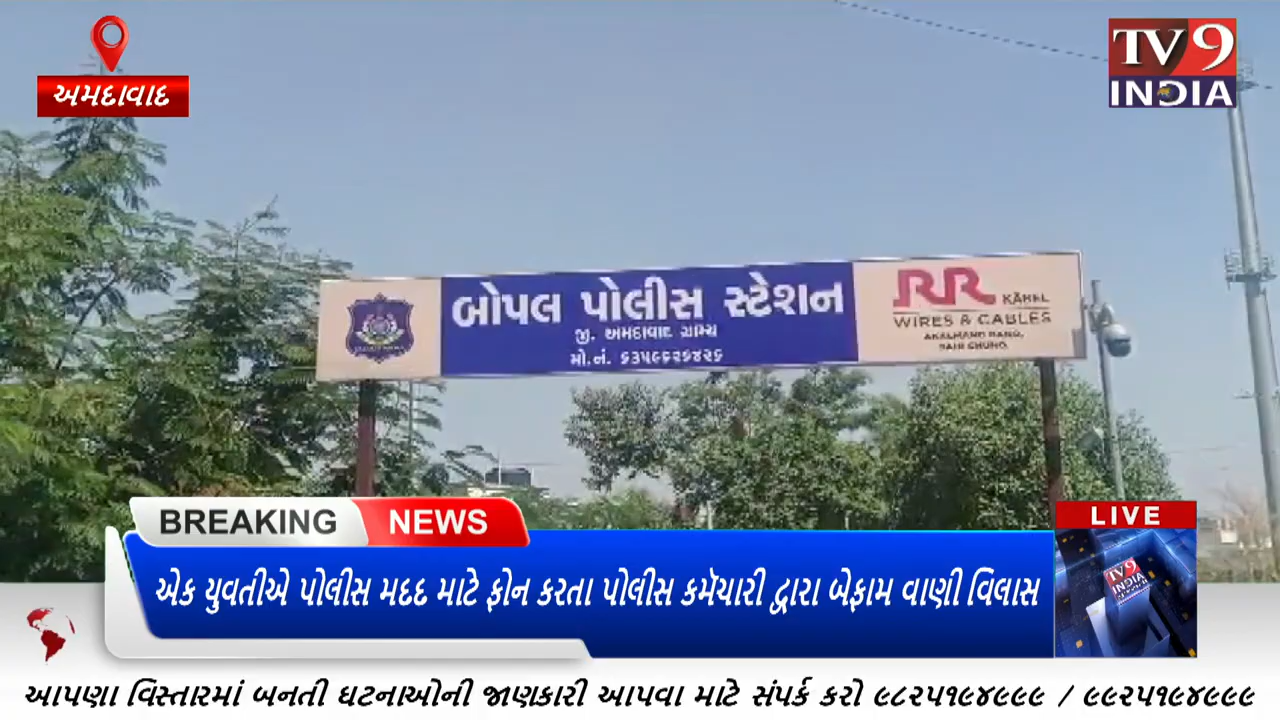 અમદાવાદ
TV9
INDIA
બોપલ પોલીસ સ્ટેશન
જી. અમદાવાદ ગ્રામ્ય
RR KABEL
WIRES & CABLES
BREAKING NEWS
LIVE
એક યુવતીએ પોલીસ મદદ માટે ફોન કરતા પોલીસ કર્મચારી દ્વારા બેફામ વાણી વિલાસ
આપણા વિસ્તારમાં બનતી ઘટનાઓની જાણકારી આપવા માટે સંપર્ક કરો ૯૮૨૫૧૯૪૯૯૯ / ૯૯૨૫૧૯૪૯૯૯